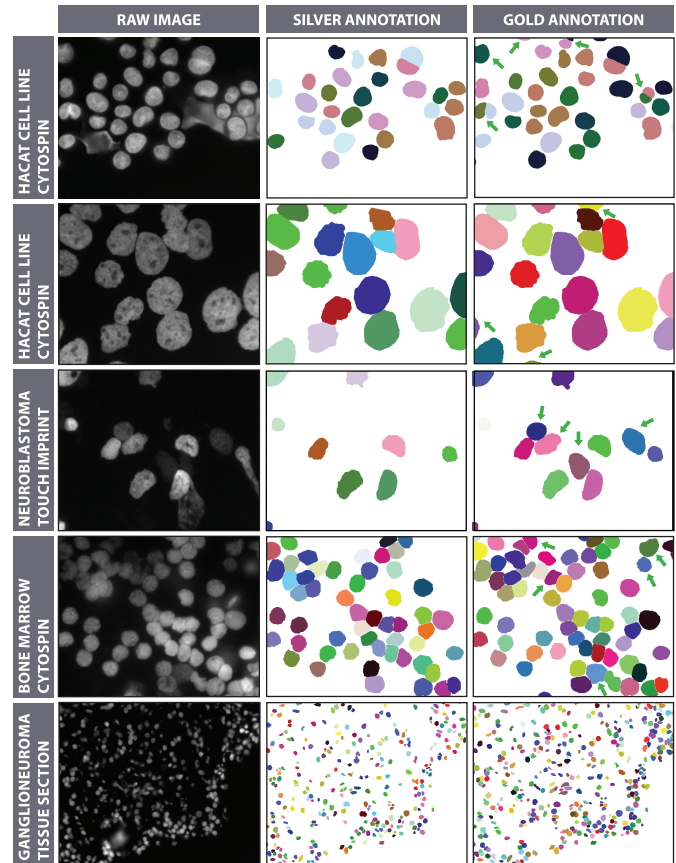 RAW IMAGE
SILVER ANNOTATION
GOLD ANNOTATION
HACAT CELL LINE
CYTOSPIN
HACAT CELL LINE
CYTOSPIN
NEUROBLASTOMA
TOUCH IMPRINT
BONE MARROW
CYTOSPIN
GANGLIONEUROMA
TISSUE SECTION